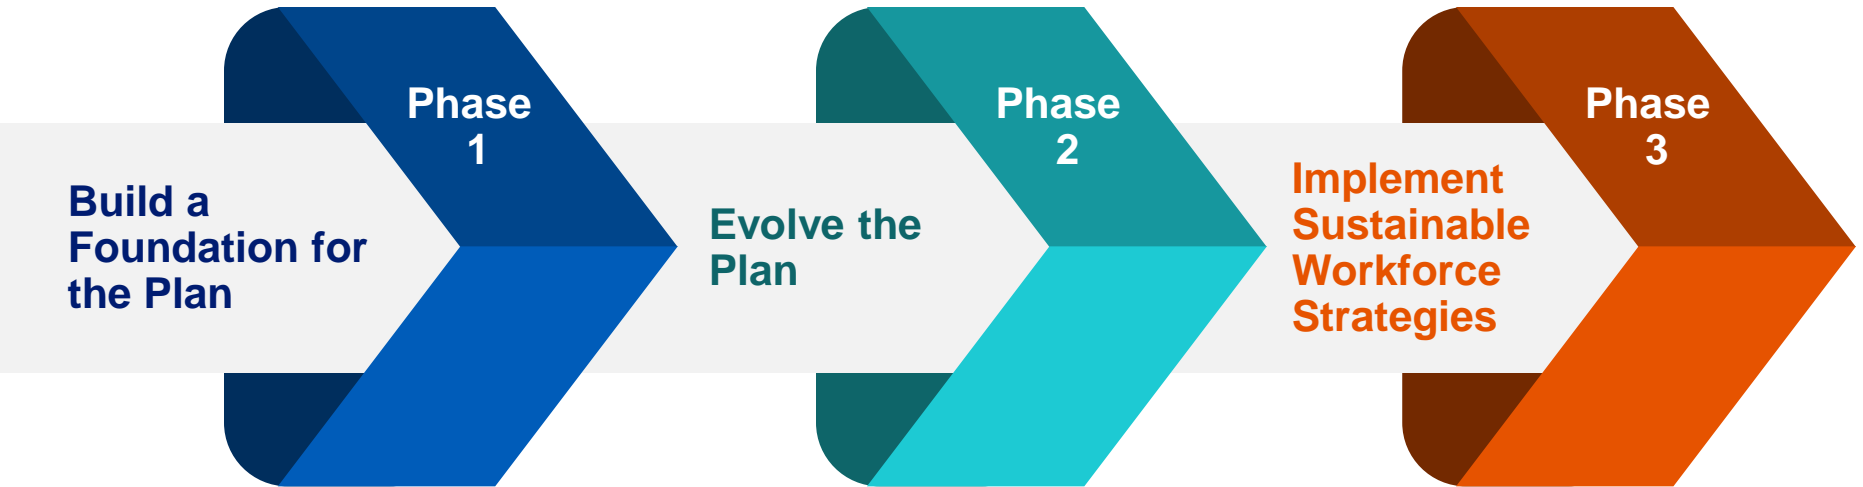 Phase
1
Build a
Foundation for
the Plan
Phase
2
Evolve the
Plan
Phase
3
Implement
Sustainable
Workforce
Strategies